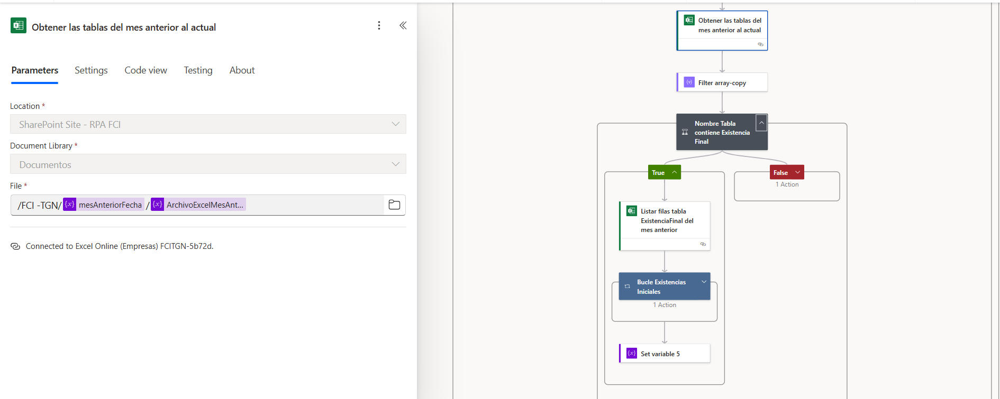 Obtener las tablas del mes anterior al actual
Parameters
Settings
Code view
Testing
About
Location *
SharePoint Site - RPA FCI
Document Library *
Documentos
File *
/FCI -TGN/ {x} mesAnteriorFecha / {x} ArchivoExcelMesAnt...
Connected to Excel Online (Empresas) FCITGN-5b72d.
Obtener las tablas del
mes anterior al actual
Filter array-copy
Nombre Tabla
contiene Existencia
Final
True
False
1 Action
Listar filas tabla
ExistenciaFinal del
mes anterior
Bucle Existencias
Iniciales
1 Action
{x} Set variable 5